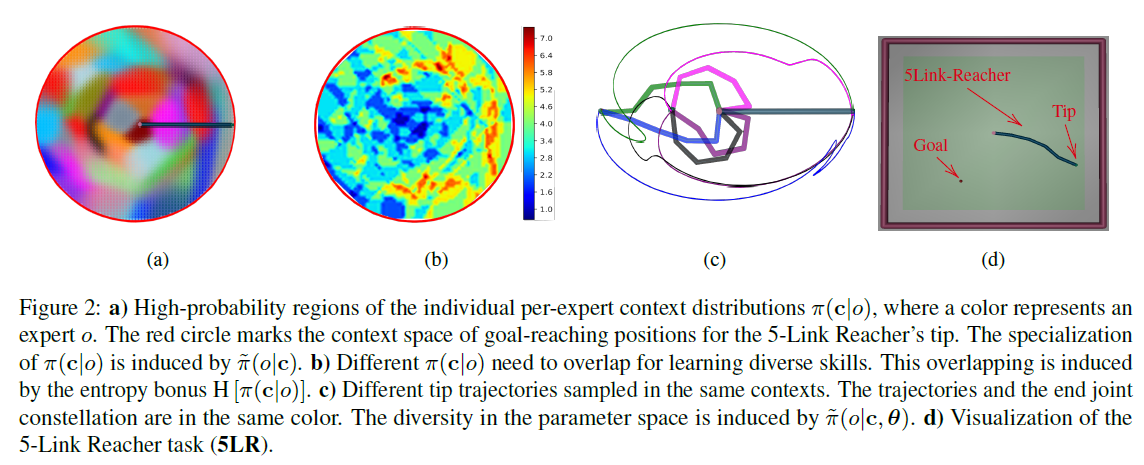 7.0
6.4
5.8
5.2
4.6
4.0
3.4
2.8
2.2
1.6
1.0
5Link-Reacher
Tip
Goal
(a)
(b)
(c)
(d)
Figure 2: a) High-probability regions of the individual per-expert context distributions π(c|o), where a color represents an
expert o. The red circle marks the context space of goal-reaching positions for the 5-Link Reacher's tip. The specialization
of π(c|o) is induced by π̃(o|c). b) Different π(c|o) need to overlap for learning diverse skills. This overlapping is induced
by the entropy bonus H [π(c|o)]. c) Different tip trajectories sampled in the same contexts. The trajectories and the end joint
constellation are in the same color. The diversity in the parameter space is induced by π̃(o|c, θ). d) Visualization of the
5-Link Reacher task (5LR).